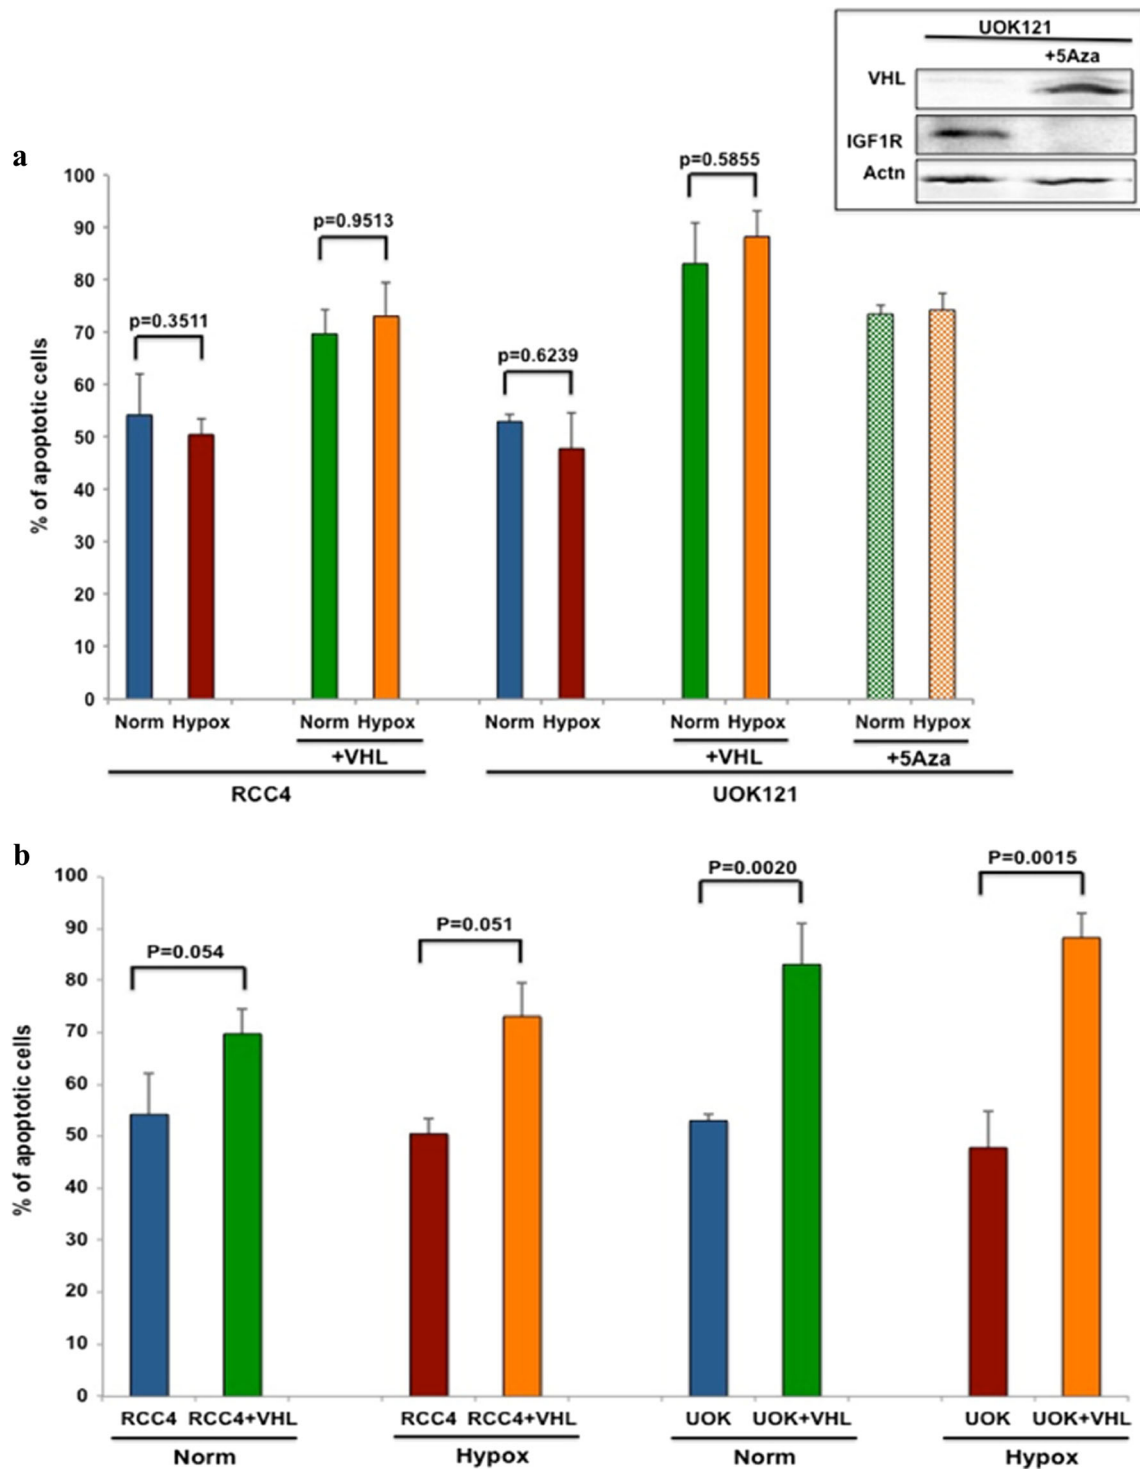 UOK121
+5Aza
VHL
IGF1R
Actn
a
% of apoptotic cells
100
90
80
70
60
50
40
30
20
10
0
p=0.3511
p=0.9513
p=0.6239
p=0.5855
Norm Hypox Norm Hypox Norm Hypox Norm Hypox Norm Hypox
+VHL +VHL +5Aza
RCC4 UOK121
b
% of apoptotic cells
100
90
80
70
60
50
40
30
20
10
0
P=0.054
P=0.051
P=0.0020
P=0.0015
RCC4 RCC4+VHL RCC4 RCC4+VHL UOK UOK+VHL UOK UOK+VHL
Norm Hypox Norm Hypox